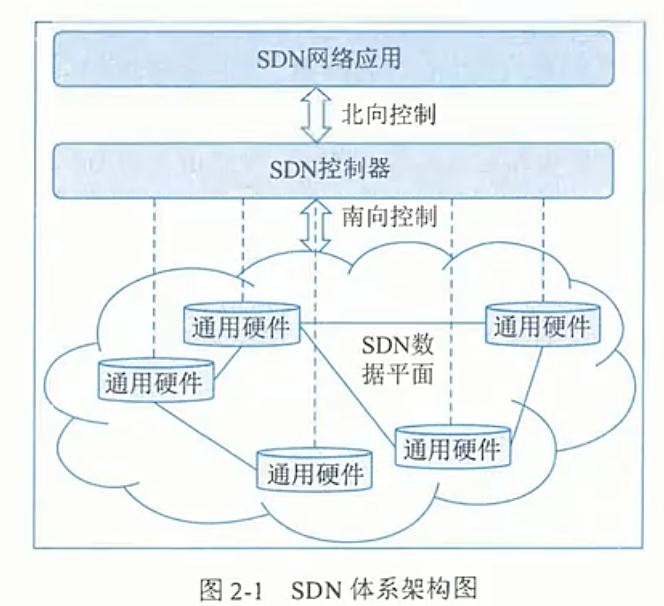 SDN网络应用
北向控制
SDN控制器
南向控制
通用硬件
通用硬件
SDN数
据平面
通用硬件
通用硬件
通用硬件
图 2-1 SDN 体系架构图